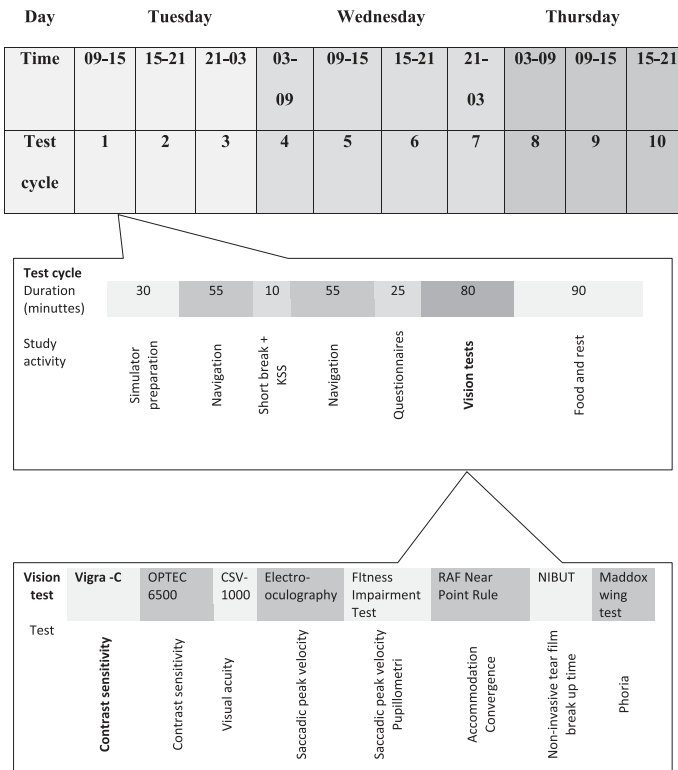 Day Tuesday Wednesday Thursday
Time 09-15 15-21 21-03 03-09 09-15 15-21 21-03 03-09 09-15 15-21
Test cycle 1 2 3 4 5 6 7 8 9 10
Test cycle
Duration (minuttes) 30 55 10 55 25 80 90
Study activity
Simulator preparation
Navigation
Short break + KSS
Navigation
Questionnaires
Vision tests
Food and rest
Vision test
Vigra -C
OPTEC 6500
CSV-1000
Electro-oculography
FItness Impairment Test
RAF Near Point Rule
NIBUT
Maddox wing test
Test
Contrast sensitivity
Contrast sensitivity
Visual acuity
Saccadic peak velocity
Saccadic peak velocity Pupillometri
Accommodation Convergence
Non-invasive tear film break up time
Phoria